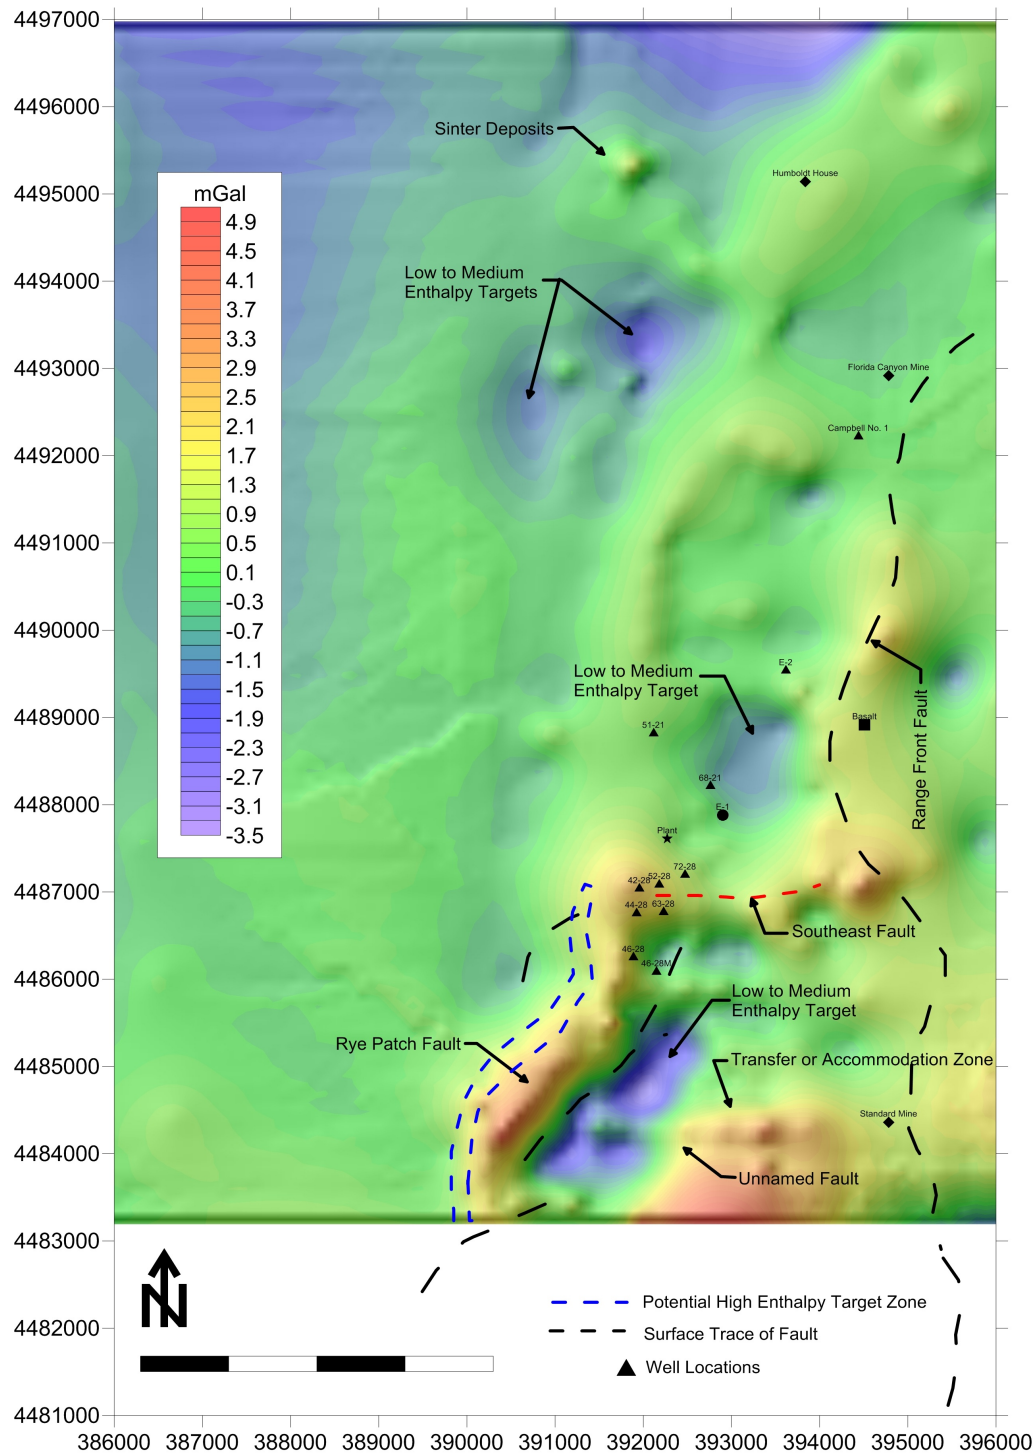 4497000
4496000
4495000
4494000
4493000
4492000
4491000
4490000
4489000
4488000
4487000
4486000
4485000
4484000
4483000
4482000
4481000
386000 387000 388000 389000 390000 391000 392000 393000 394000 395000 396000
mGal
4.9
4.5
4.1
3.7
3.3
2.9
2.5
2.1
1.7
1.3
0.9
0.5
0.1
-0.3
-0.7
-1.1
-1.5
-1.9
-2.3
-2.7
-3.1
-3.5
Sinter Deposits
Humboldt House
Low to Medium
Enthalpy Targets
Florida Canyon Mine
Campbell No. 1
E-2
Low to Medium
Enthalpy Target
Range Front Fault
Basalt
51-21
68-21
E-1
Plant
72-28
52-28
42-28
44-28
63-28
Southeast Fault
46-28
46-28M
Low to Medium
Enthalpy Target
Rye Patch Fault
Transfer or Accommodation Zone
Standard Mine
Unnamed Fault
N
Potential High Enthalpy Target Zone
Surface Trace of Fault
Well Locations